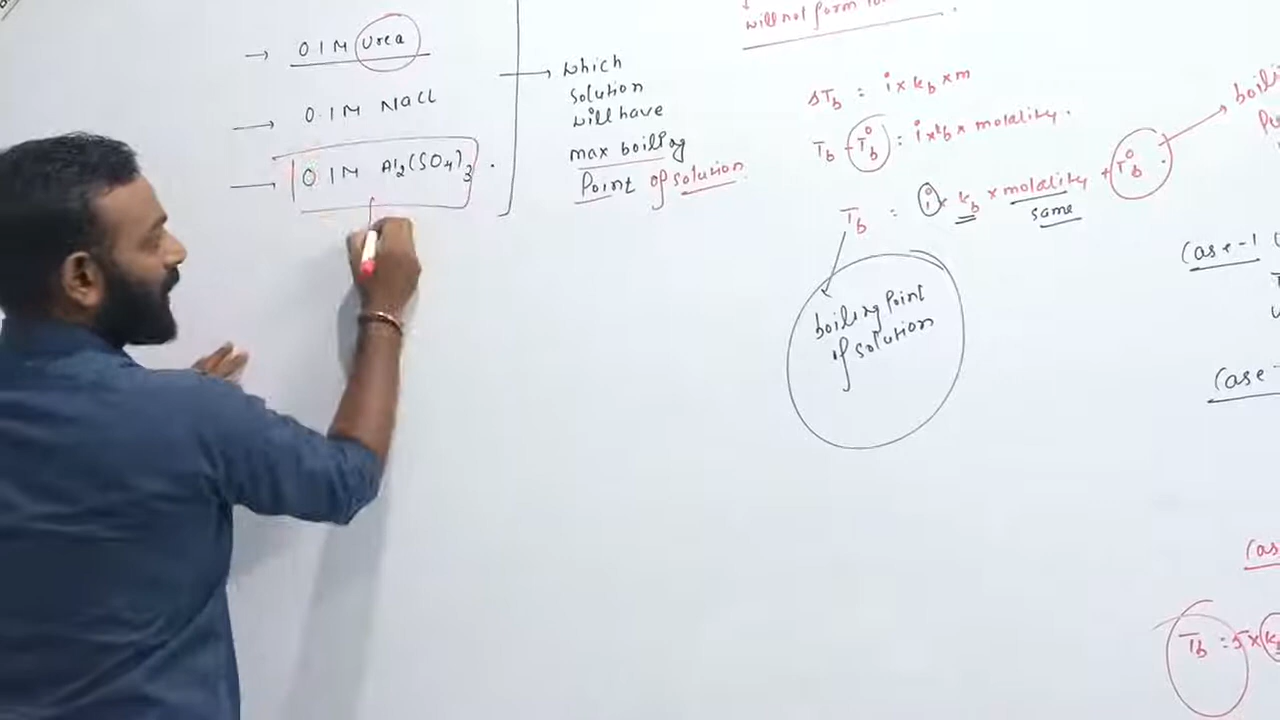 → 0.1 M Urea
→ 0.1 M NaCl
→ 0.1 M Al2(SO4)3.
→ which
solution
will have
max boiling
Point of solution
will not form
ΔTb = i × kb × m
Tb - Tb° = i × kb × molality.
Tb = i × kb × molality + Tb°.
same
boiling Point
of solution
Case-1
Case-
Tb = 5 × k